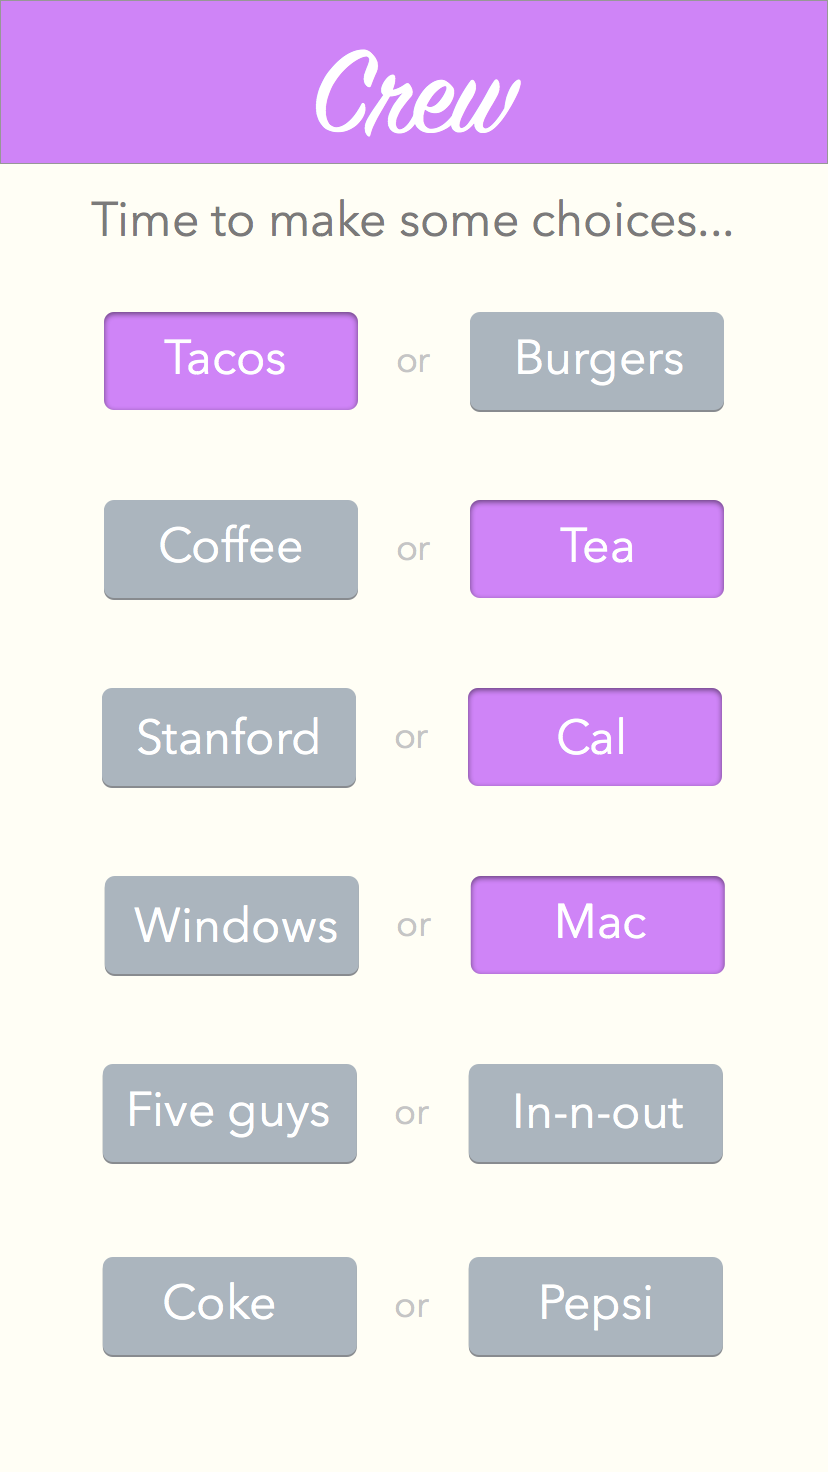 Crew
Time to make some choices...
Tacos or Burgers
Coffee or Tea
Stanford or Cal
Windows or Mac
Five guys or In-n-out
Coke or Pepsi